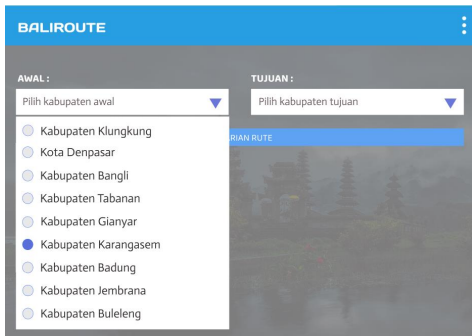 BALIROUTE
AWAL :
TUJUAN :
Pilih kabupaten awal
Pilih kabupaten tujuan
RIAN RUTE
Kabupaten Klungkung
Kota Denpasar
Kabupaten Bangli
Kabupaten Tabanan
Kabupaten Gianyar
Kabupaten Karangasem
Kabupaten Badung
Kabupaten Jembrana
Kabupaten Buleleng